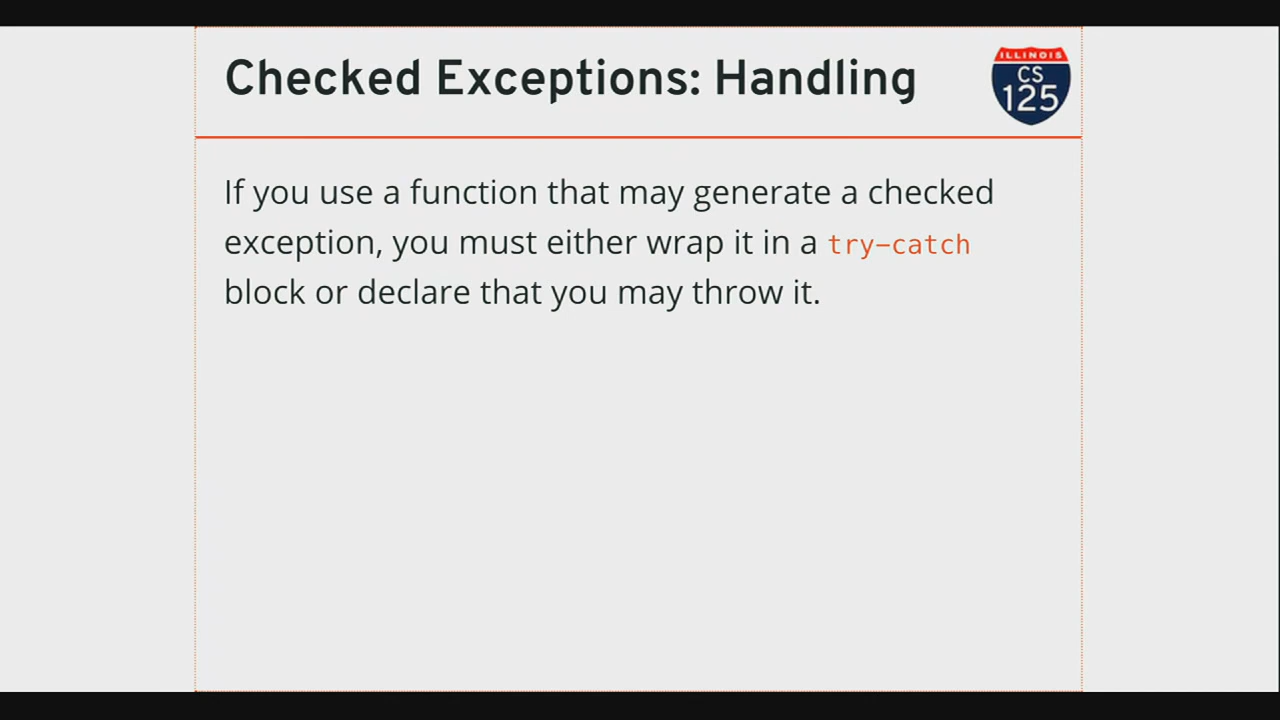 Checked Exceptions: Handling
ILLINOIS
CS
125
If you use a function that may generate a checked
exception, you must either wrap it in a try-catch
block or declare that you may throw it.